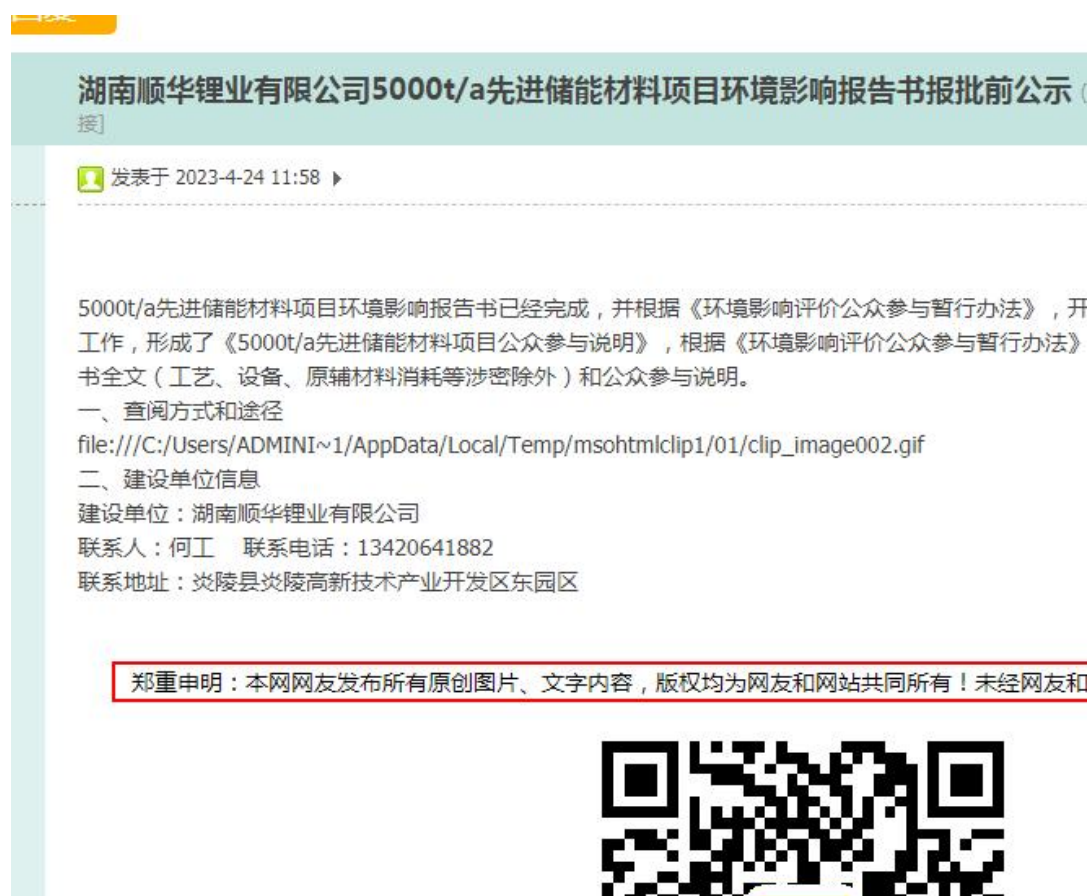 湖南顺华锂业有限公司5000t/a先进储能材料项目环境影响报告书报批前公示
接]
发表于 2023-4-24 11:58
5000t/a先进储能材料项目环境影响报告书已经完成，并根据《环境影响评价公众参与暂行办法》，开
工作，形成了《5000t/a先进储能材料项目公众参与说明》，根据《环境影响评价公众参与暂行办法》
书全文（工艺、设备、原辅材料消耗等涉密除外）和公众参与说明。
一、查阅方式和途径
file:///C:/Users/ADMINI~1/AppData/Local/Temp/msohtmlclip1/01/clip_image002.gif
二、建设单位信息
建设单位：湖南顺华锂业有限公司
联系人：何工 联系电话：13420641882
联系地址：炎陵县炎陵高新技术产业开发区东园区
郑重申明：本网网友发布所有原创图片、文字内容，版权均为网友和网站共同所有！未经网友和